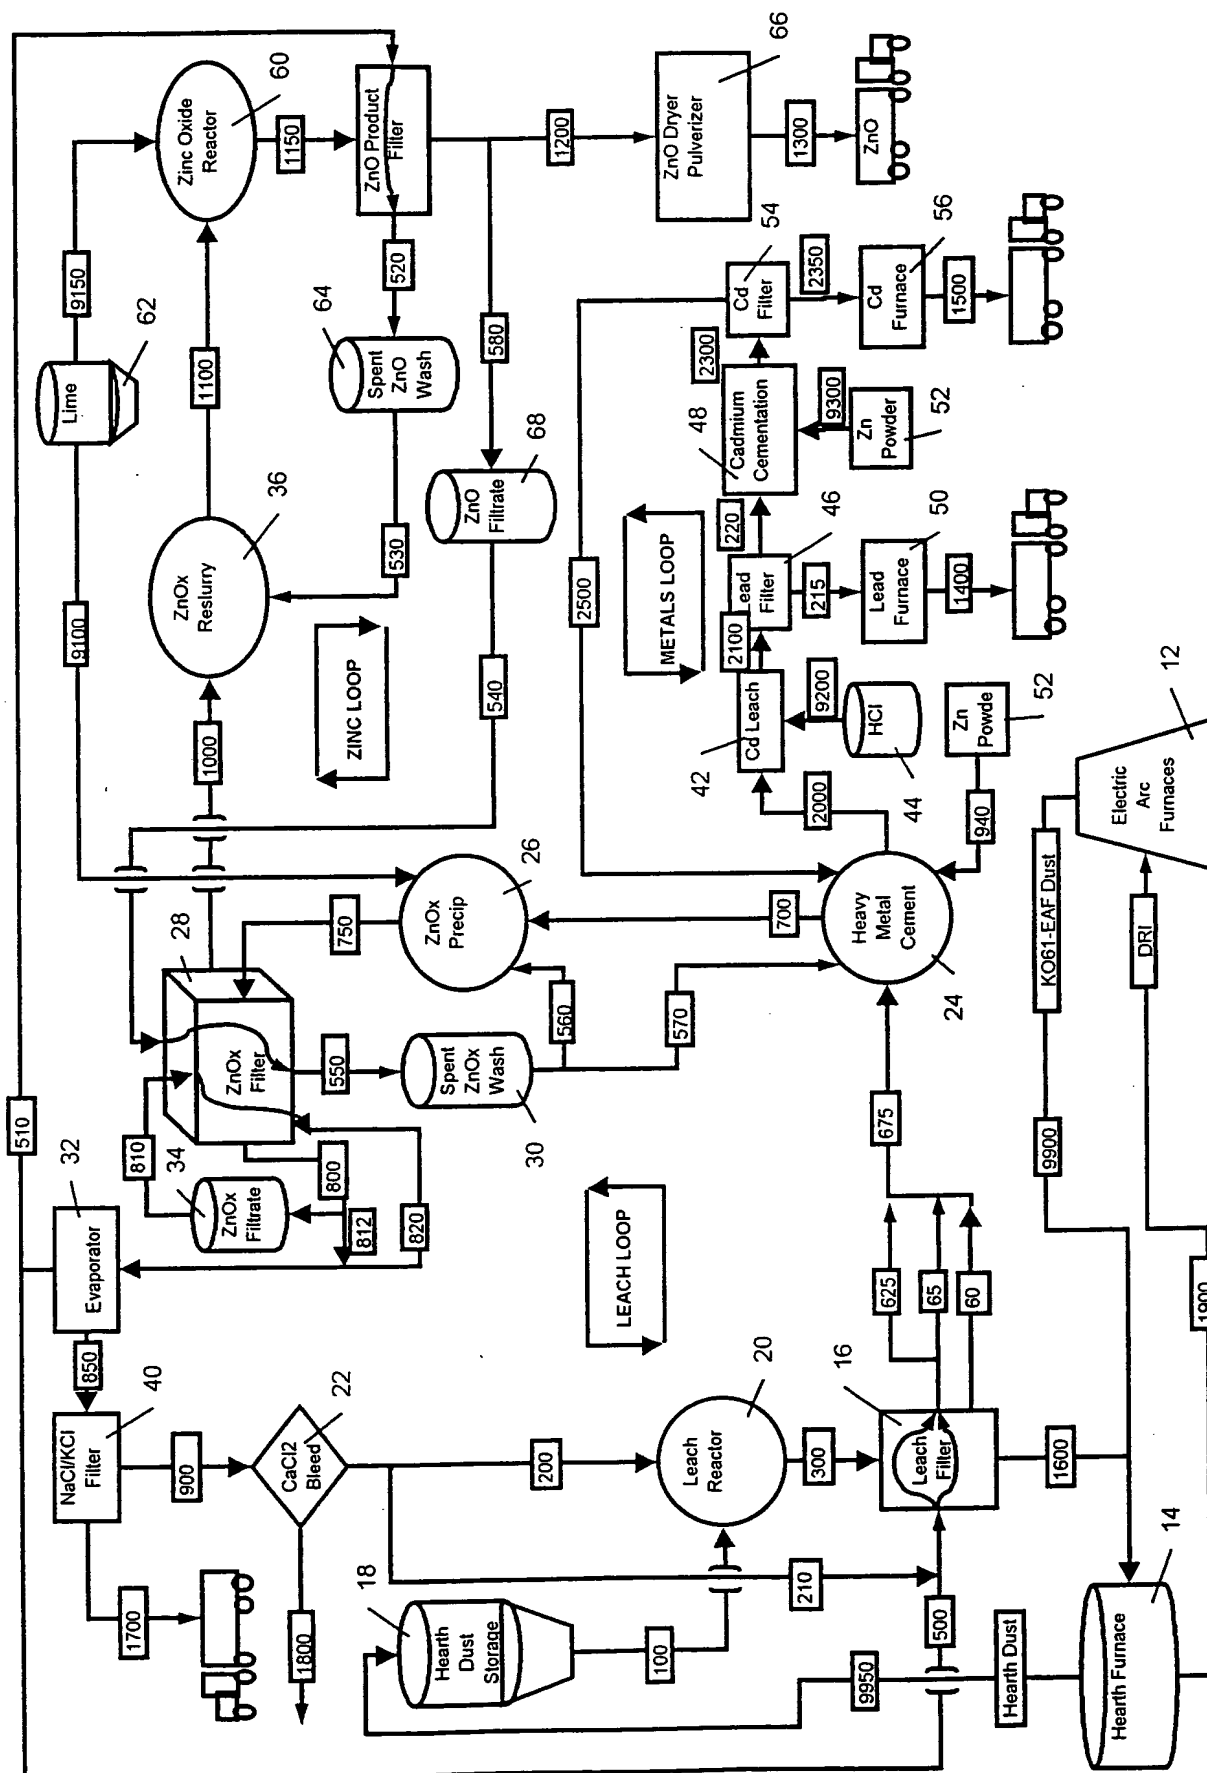 510
32
Evaporator
850
40
NaCl/KCl
Filter
1700
900
22
CaCl2
Bleed
1800
810
34
ZnOx
Filtrate
800
812
820
28
ZnOx
Filter
550
Spent
ZnOx
Wash
30
560
570
750
ZnOx
Precip
26
700
1000
ZnOx
Reslurry
36
9100
1100
Lime
62
9150
Zinc Oxide
Reactor
60
1150
ZnO Product
Filter
520
64
Spent
ZnO
Wash
530
580
ZnO
Filtrate
68
540
1200
ZnO Dryer
Pulverizer
66
1300
ZnO
ZINC LOOP
METALS LOOP
LEACH LOOP
2500
Cd
Filter
54
2350
Cd
Furnace
56
1500
2300
48
Cadmium
Cementation
9300
Zn
Powder
52
220
Lead
Filter
46
215
Lead
Furnace
50
1400
2100
Cd Leach
42
9200
HCl
44
2000
Zn
Powde
52
940
Heavy
Metal
Cement
24
675
625
65
60
200
Leach
Reactor
20
300
16
Leach
Filter
1600
210
500
18
Hearth
Dust
Storage
100
9950
Hearth Dust
Hearth Furnace
14
9900
KO61-EAF Dust
DRI
1900
Electric
Arc
Furnaces
12